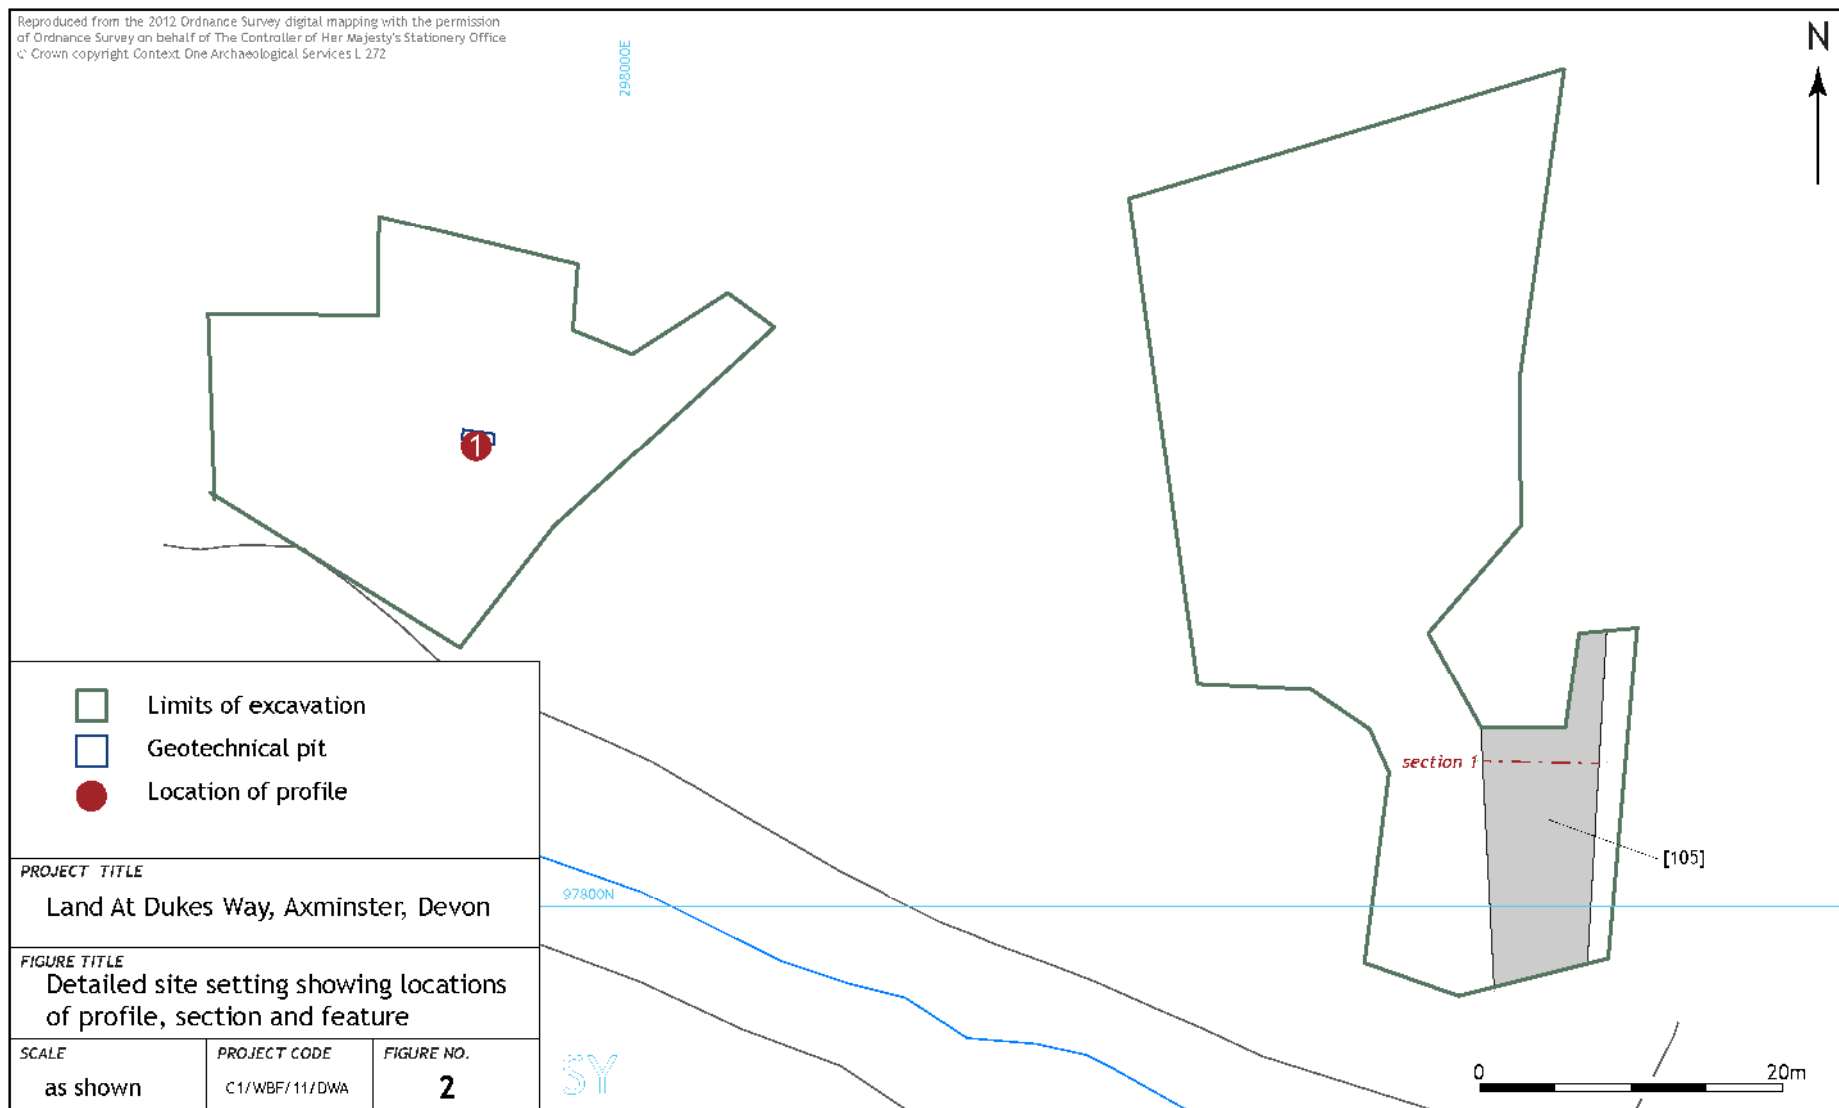 Reproduced from the 2012 Ordnance Survey digital mapping with the permission
of Ordnance Survey on behalf of The Controller of Her Majesty's Stationery Office
© Crown copyright Context One Archaeological Services L 272
298000E
N
1
section 1
[105]
Limits of excavation
Geotechnical pit
Location of profile
PROJECT TITLE
Land At Dukes Way, Axminster, Devon
97800N
FIGURE TITLE
Detailed site setting showing locations
of profile, section and feature
SCALE
as shown
PROJECT CODE
C1/WBF/11/DWA
FIGURE NO.
2
SY
0 20m